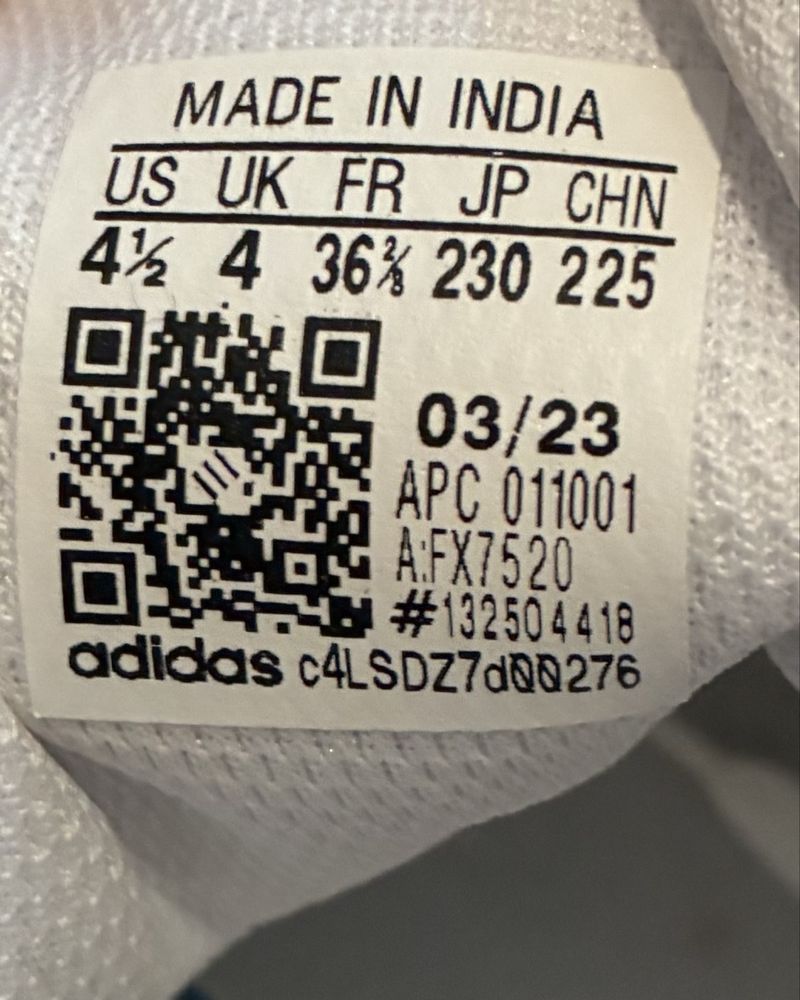 MADE IN INDIA
US UK FR JP CHN
4½ 4 36⅔ 230 225
03/23
APC 011001
A:FX7520
#132504418
adidas c4LSDZ7d00276